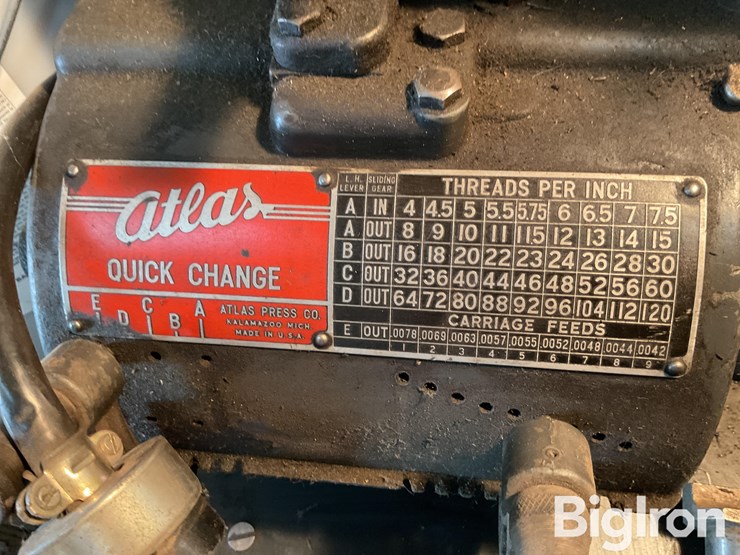 atlas
QUICK CHANGE
E C A
D B
ATLAS PRESS CO.
KALAMAZOO MICH.
MADE IN U.S.A.
L. H. LEVER SLIDING GEAR THREADS PER INCH
A IN 4 4.5 5 5.5 5.75 6 6.5 7 7.5
A OUT 8 9 10 11 11.5 12 13 14 15
B OUT 16 18 20 22 23 24 26 28 30
C OUT 32 36 40 44 46 48 52 56 60
D OUT 64 72 80 88 92 96 104 112 120
CARRIAGE FEEDS
E OUT .0078 .0069 .0063 .0057 .0055 .0052 .0048 .0044 .0042
1 2 3 4 5 6 7 8 9
BigIron